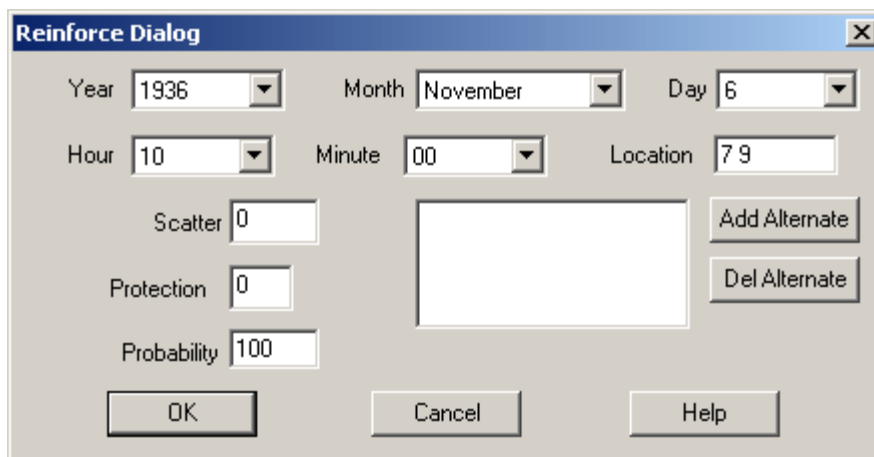 Reinforce Dialog
Year 1936 Month November Day 6
Hour 10 Minute 00 Location 7 9
Scatter 0 Add Alternate
Protection 0 Del Alternate
Probability 100
OK Cancel Help